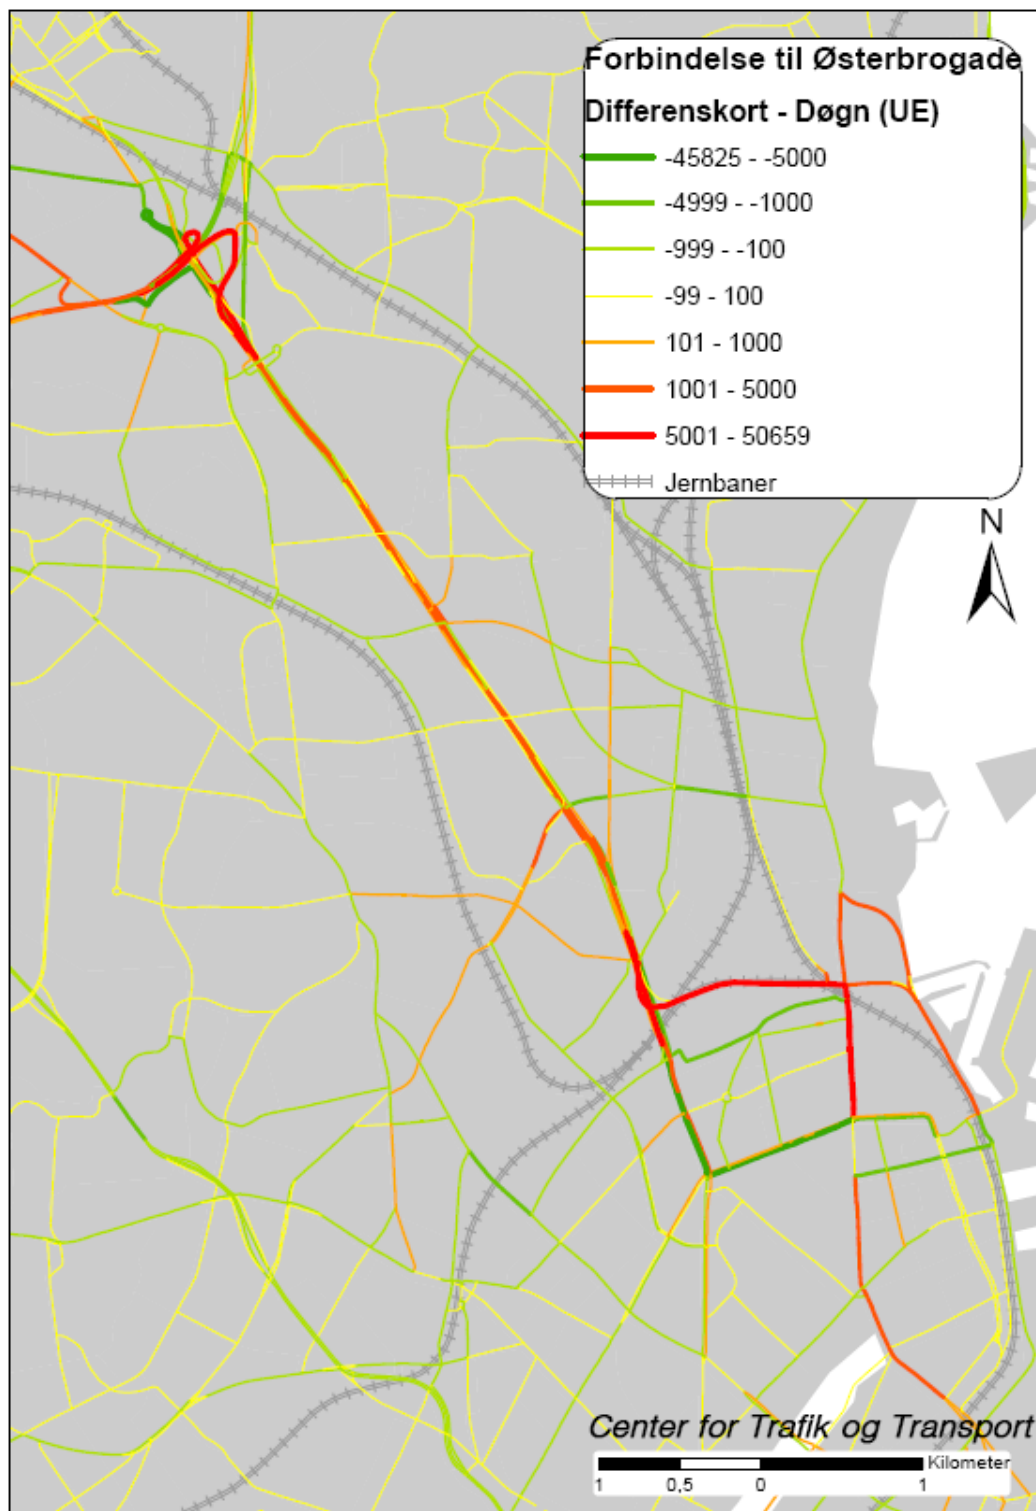 Forbindelse til Østerbrogade
Differenskort - Døgn (UE)
-45825 - -5000
-4999 - -1000
-999 - -100
-99 - 100
101 - 1000
1001 - 5000
5001 - 50659
Jernbaner
N
Center for Trafik og Transport
Kilometer
1 0,5 0 1